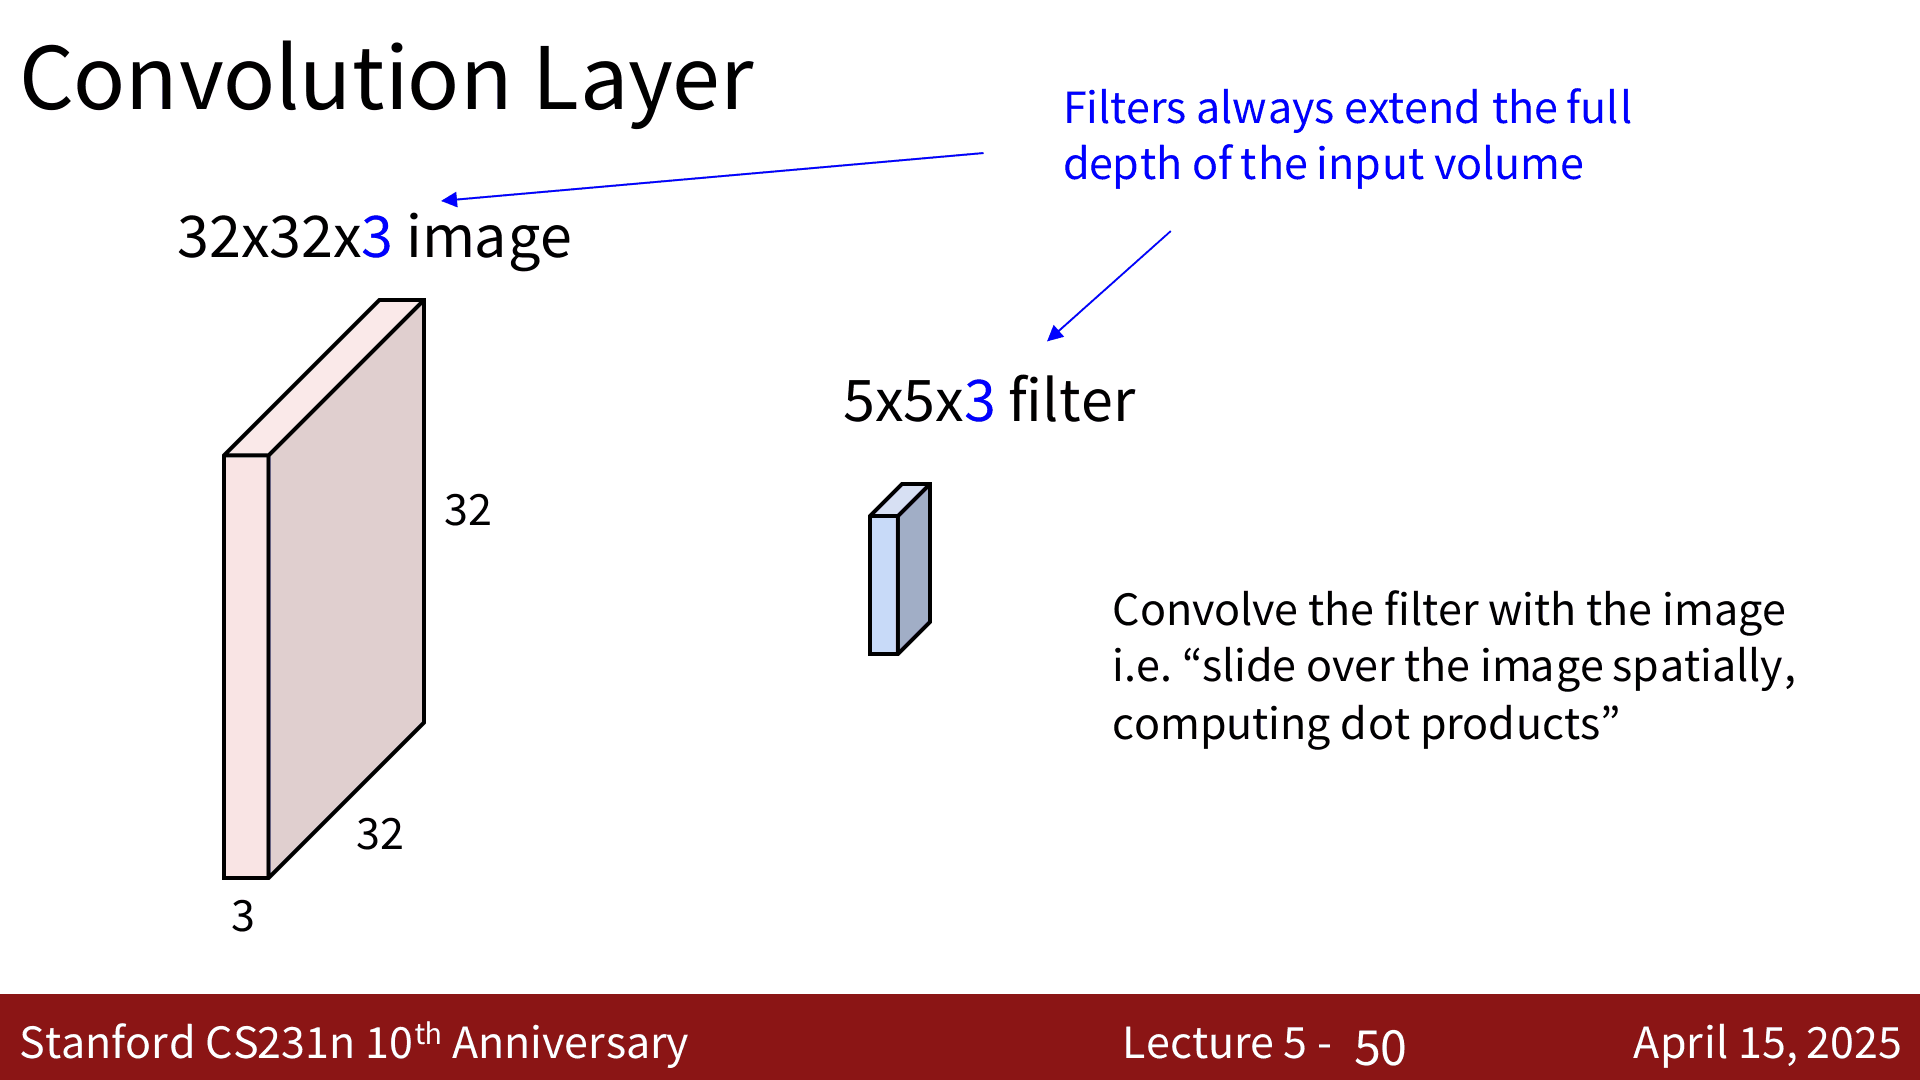 Convolution Layer
Filters always extend the full
depth of the input volume
32x32x3 image
5x5x3 filter
32
Convolve the filter with the image
i.e. “slide over the image spatially,
computing dot products”
32
3
Stanford CS231n 10th Anniversary
Lecture 5 - 50
April 15, 2025